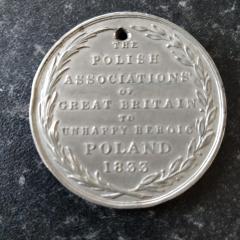 THE
POLISH
ASSOCIATIONS
OF
GREAT BRITAIN
TO
UNHAPPY HEROIC
POLAND
1833